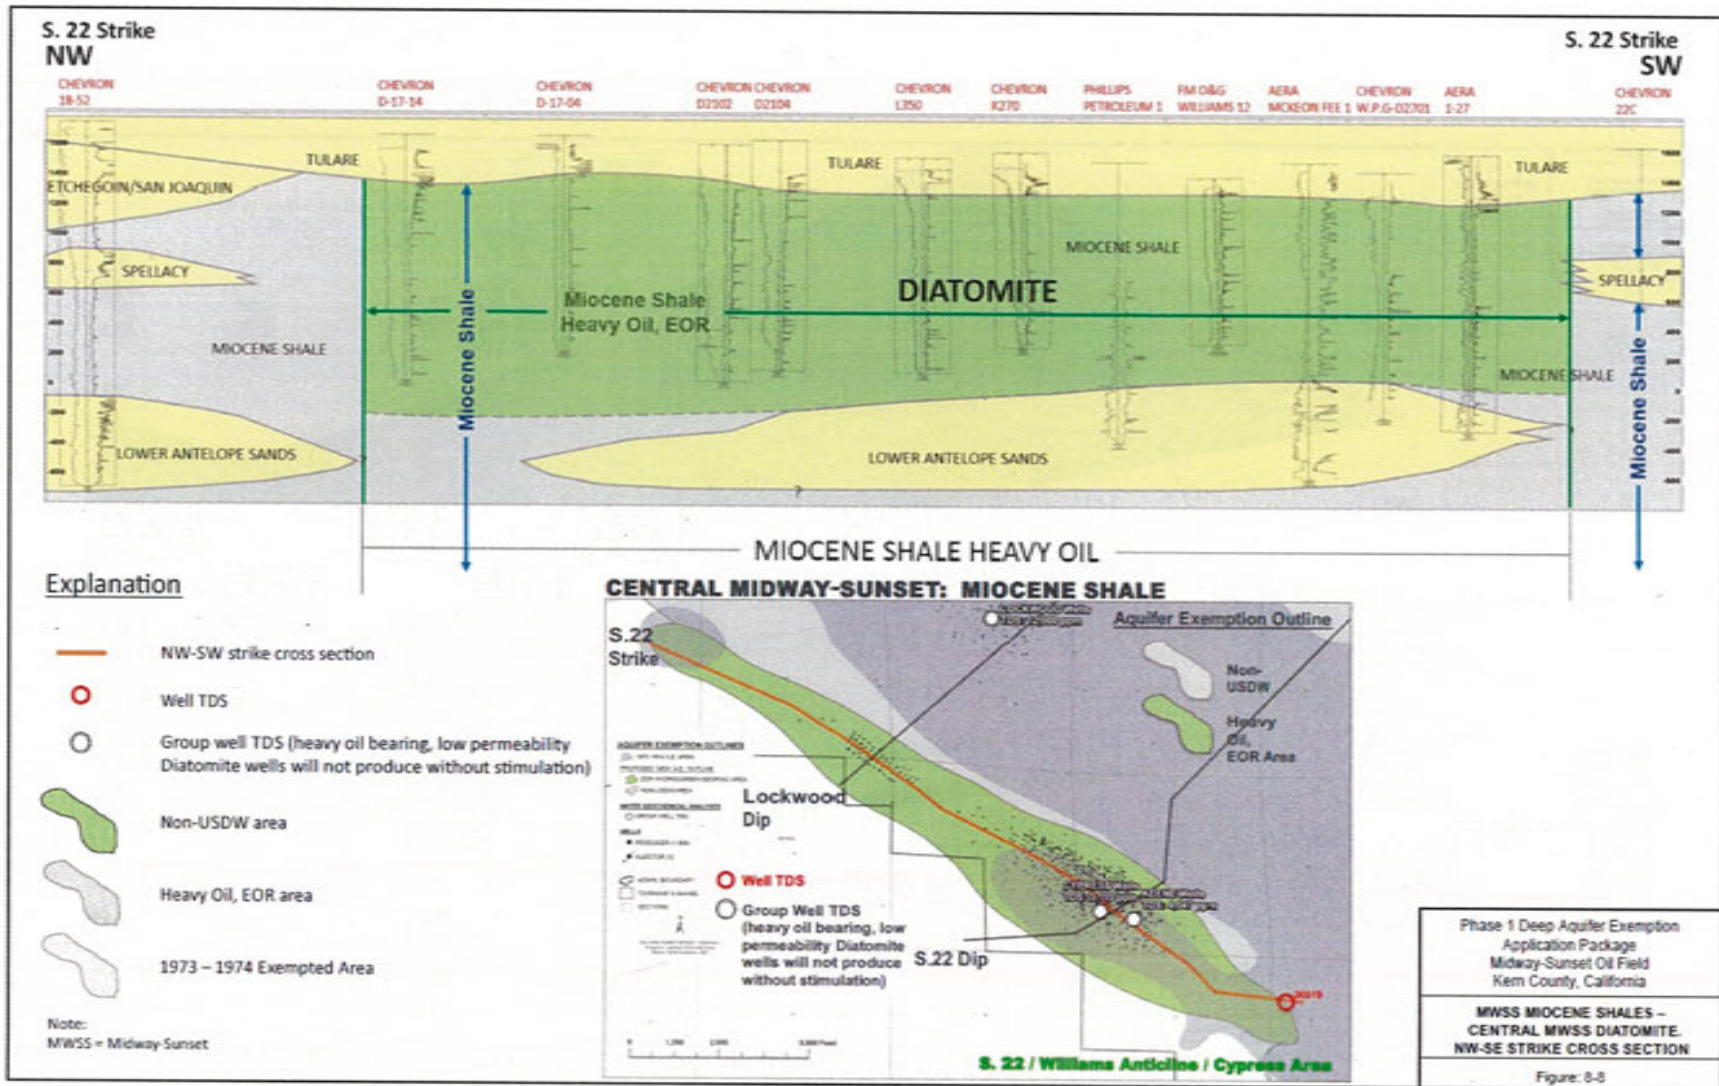 S. 22 Strike
NW
S. 22 Strike
SW
CHEVRON
18-52
CHEVRON
D-17-14
CHEVRON
D-17-04
CHEVRON
D2102
CHEVRON
D2104
CHEVRON
L350
CHEVRON
K270
PHILLIPS
PETROLEUM 1
FM O&G
WILLIAMS 12
AERA
MCKEON FEE 1
CHEVRON
W.P.G-02701
AERA
1-27
CHEVRON
22C
TULARE
TULARE
TULARE
ETCHEGOIN/SAN JOAQUIN
SPELLACY
MIOCENE SHALE
LOWER ANTELOPE SANDS
Miocene Shale
Miocene Shale
Heavy Oil, EOR
DIATOMITE
MIOCENE SHALE
LOWER ANTELOPE SANDS
?
SPELLACY
MIOCENE SHALE
Miocene Shale
MIOCENE SHALE HEAVY OIL
Explanation
NW-SW strike cross section
Well TDS
Group well TDS (heavy oil bearing, low permeability
Diatomite wells will not produce without stimulation)
Non-USDW area
Heavy Oil, EOR area
1973 – 1974 Exempted Area
Note:
MWSS = Midway-Sunset
CENTRAL MIDWAY-SUNSET: MIOCENE SHALE
S.22
Strike
Aquifer Exemption Outline
Non-
USDW
Heavy
Oil,
EOR Area
AQUIFER EXEMPTION OUTLINES
Lockwood
Dip
Well TDS
Group Well TDS
(heavy oil bearing, low
permeability Diatomite
wells will not produce
without stimulation)
S.22 Dip
S. 22 / Williams Anticline / Cypress Area
Phase 1 Deep Aquifer Exemption
Application Package
Midway-Sunset Oil Field
Kern County, California
MWSS MIOCENE SHALES –
CENTRAL MWSS DIATOMITE.
NW-SE STRIKE CROSS SECTION
Figure: 8-8